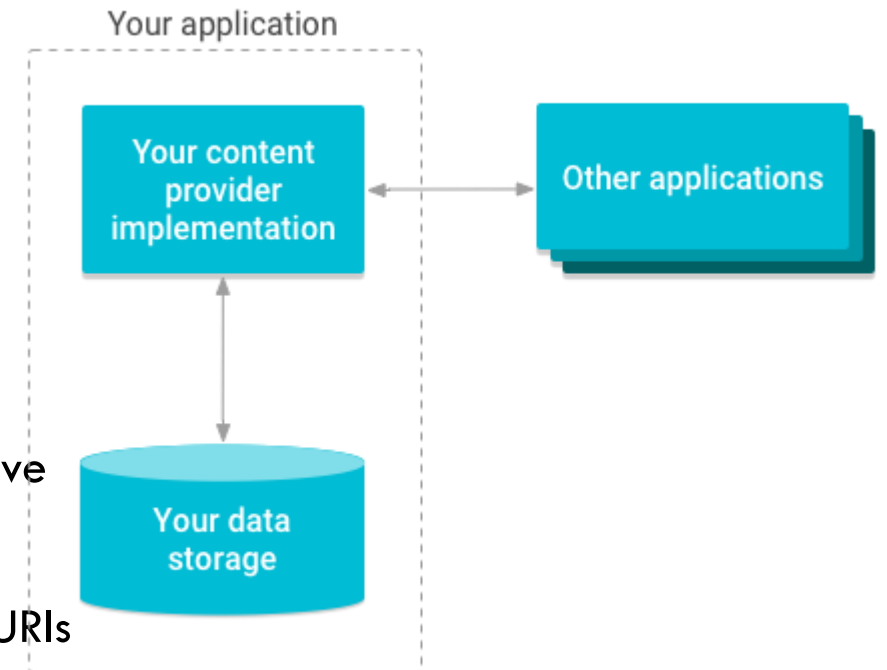 Your application
Your content
provider
implementation
Other applications
ve
Your data
storage
URIs